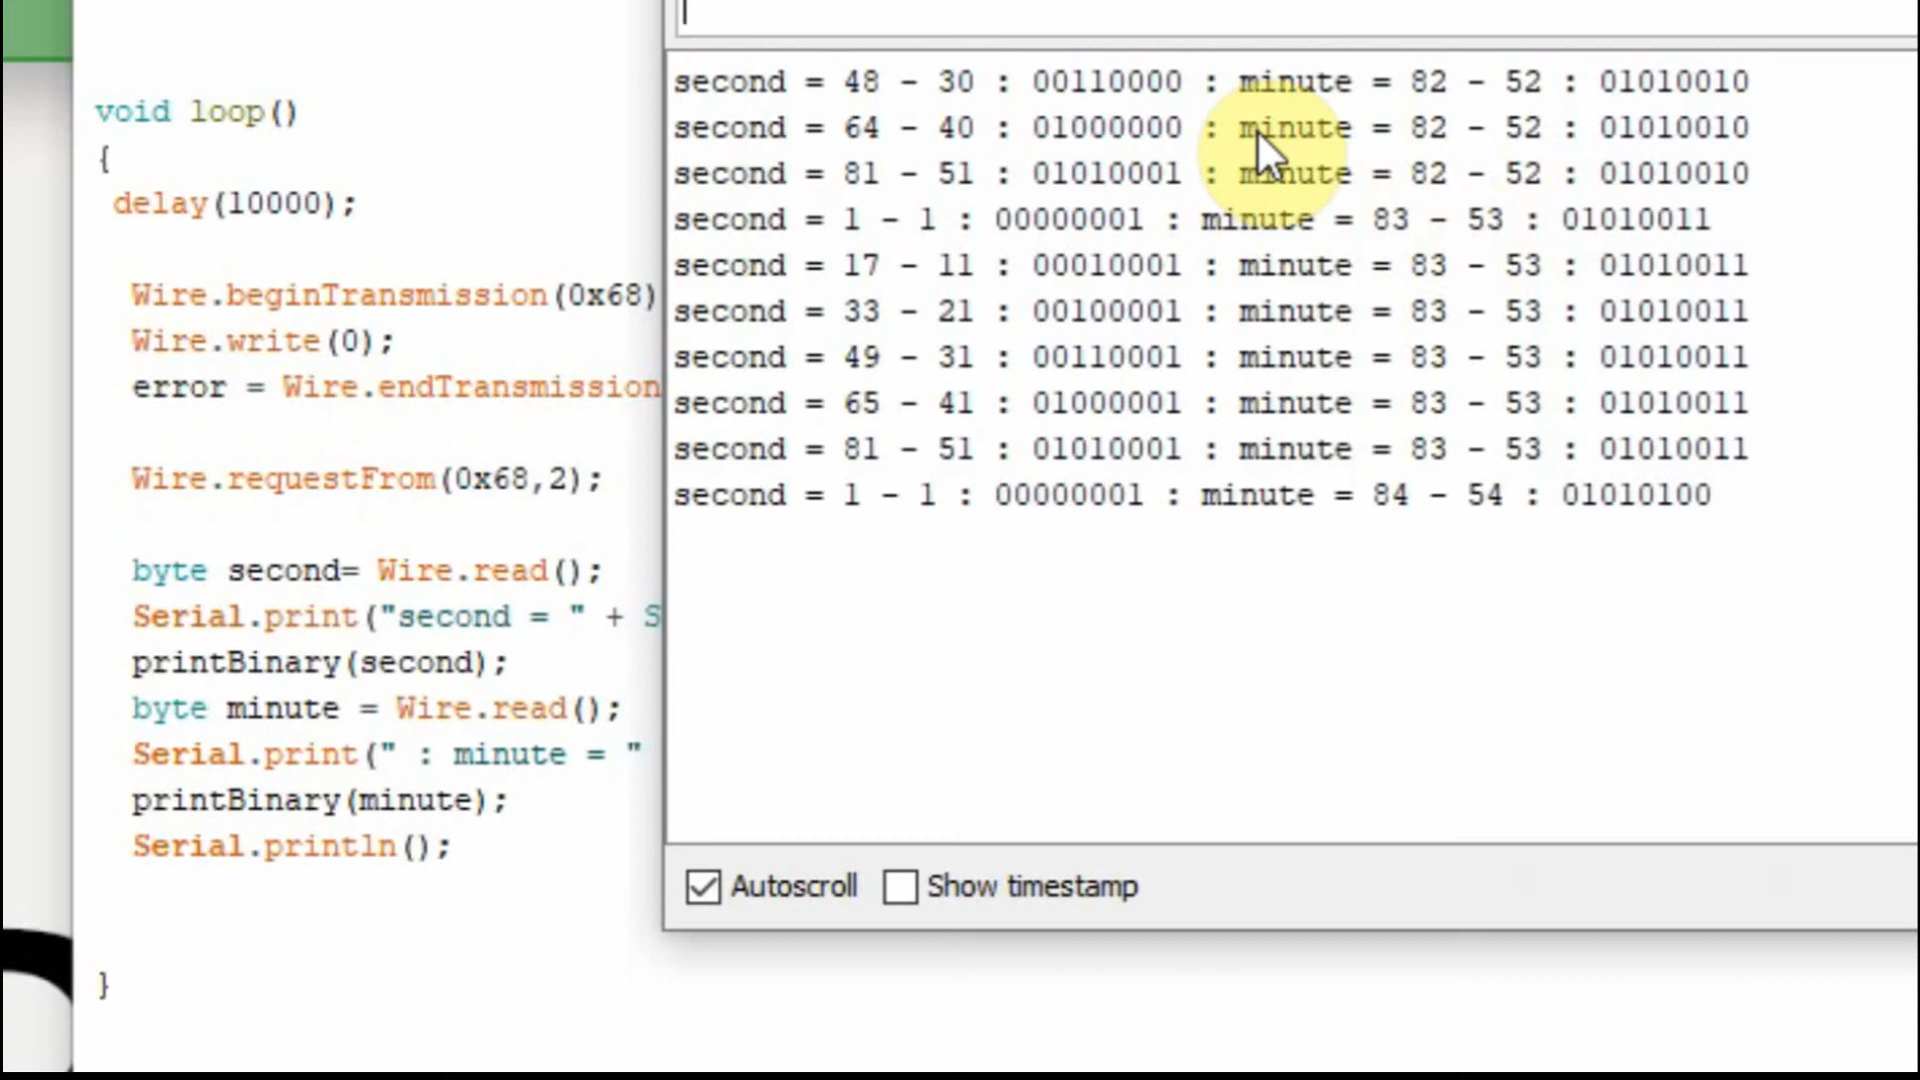 void loop()
{
delay(10000);
Wire.beginTransmission(0x68)
Wire.write(0);
error = Wire.endTransmission
Wire.requestFrom(0x68,2);
byte second= Wire.read();
Serial.print("second = " + S
printBinary(second);
byte minute = Wire.read();
Serial.print(" : minute = "
printBinary(minute);
Serial.println();
}
second = 48 - 30 : 00110000 : minute = 82 - 52 : 01010010
second = 64 - 40 : 01000000 : minute = 82 - 52 : 01010010
second = 81 - 51 : 01010001 : minute = 82 - 52 : 01010010
second = 1 - 1 : 00000001 : minute = 83 - 53 : 01010011
second = 17 - 11 : 00010001 : minute = 83 - 53 : 01010011
second = 33 - 21 : 00100001 : minute = 83 - 53 : 01010011
second = 49 - 31 : 00110001 : minute = 83 - 53 : 01010011
second = 65 - 41 : 01000001 : minute = 83 - 53 : 01010011
second = 81 - 51 : 01010001 : minute = 83 - 53 : 01010011
second = 1 - 1 : 00000001 : minute = 84 - 54 : 01010100
Autoscroll Show timestamp